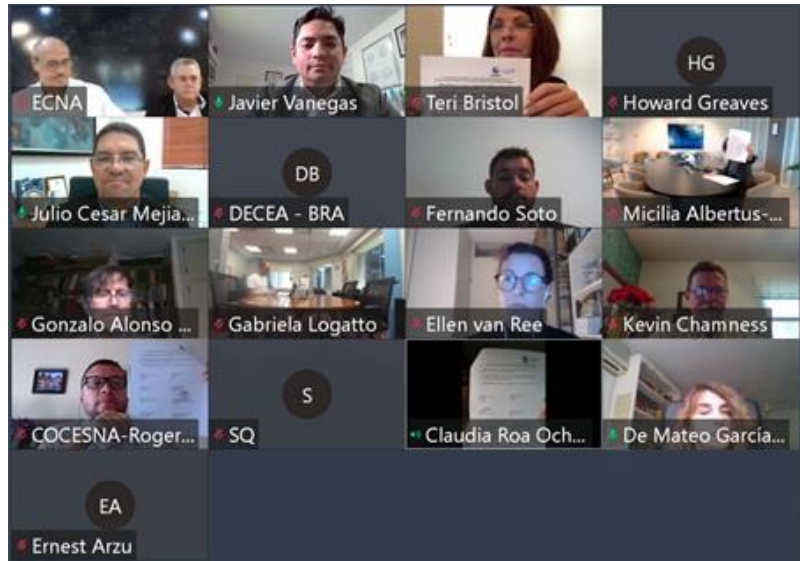 ECNA
Javier Vanegas
Teri Bristol
HG
Howard Greaves
Julio Cesar Mejia...
DB
DECEA - BRA
Fernando Soto
Micilia Albertus-...
Gonzalo Alonso ...
Gabriela Logatto
Ellen van Ree
Kevin Chamness
COCESNA-Roger...
S
SQ
Claudia Roa Och...
De Mateo García...
EA
Ernest Arzu